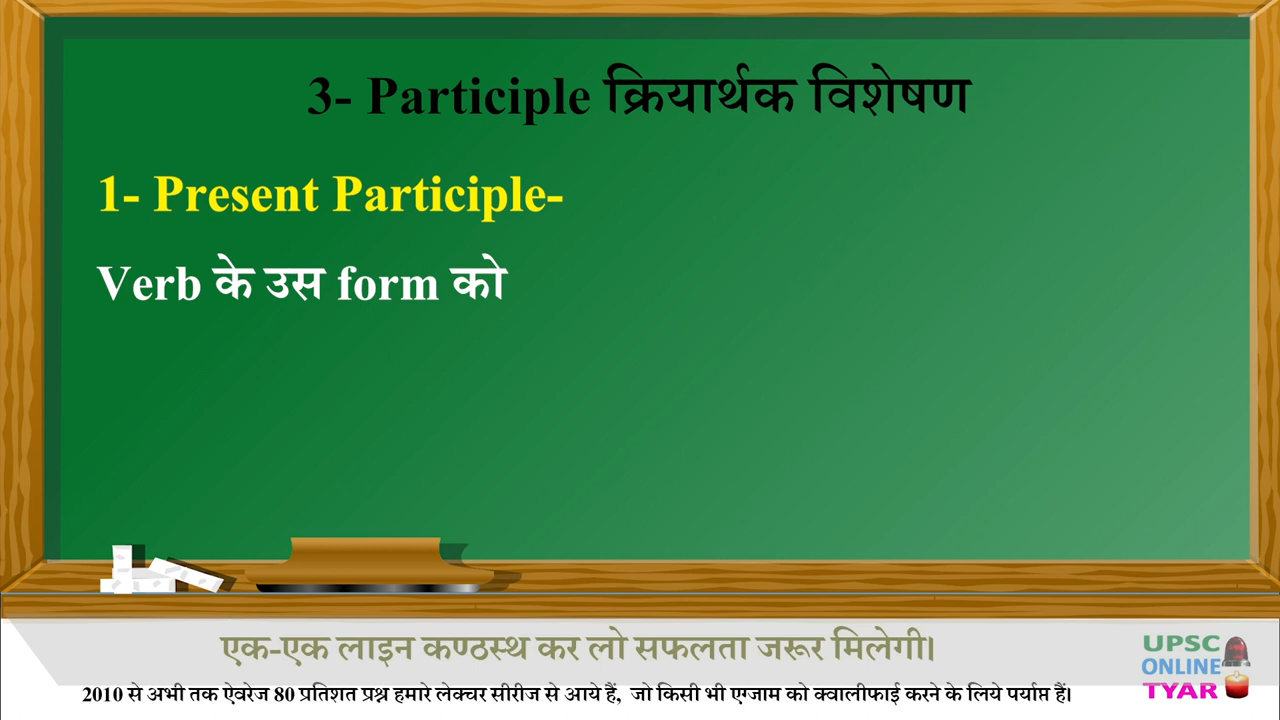 3- Participle क्रियार्थक विशेषण
1- Present Participle-
Verb के उस form को
एक-एक लाइन कण्ठस्थ कर लो सफलता जरूर मिलेगी।
2010 से अभी तक ऐवरेज 80 प्रतिशत प्रश्न हमारे लेक्चर सीरीज से आये हैं, जो किसी भी एग्जाम को क्वालीफाई करने के लिये पर्याप्त हैं।
UPSC
ONLINE
TYAR